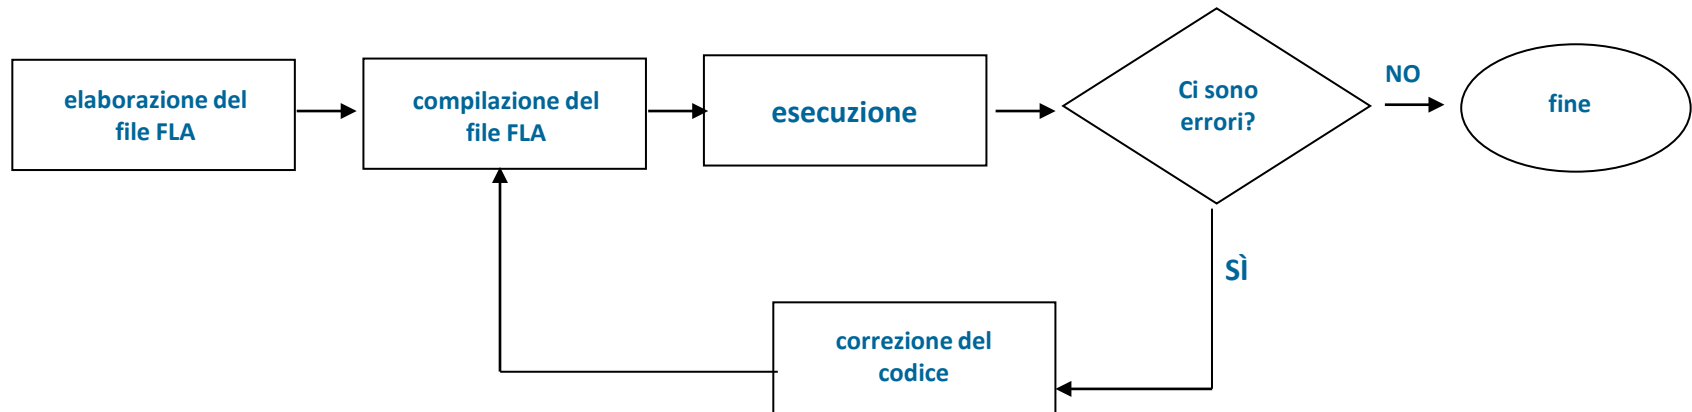 elaborazione del
file FLA
compilazione del
file FLA
esecuzione
Ci sono
errori?
NO
fine
SÌ
correzione del
codice